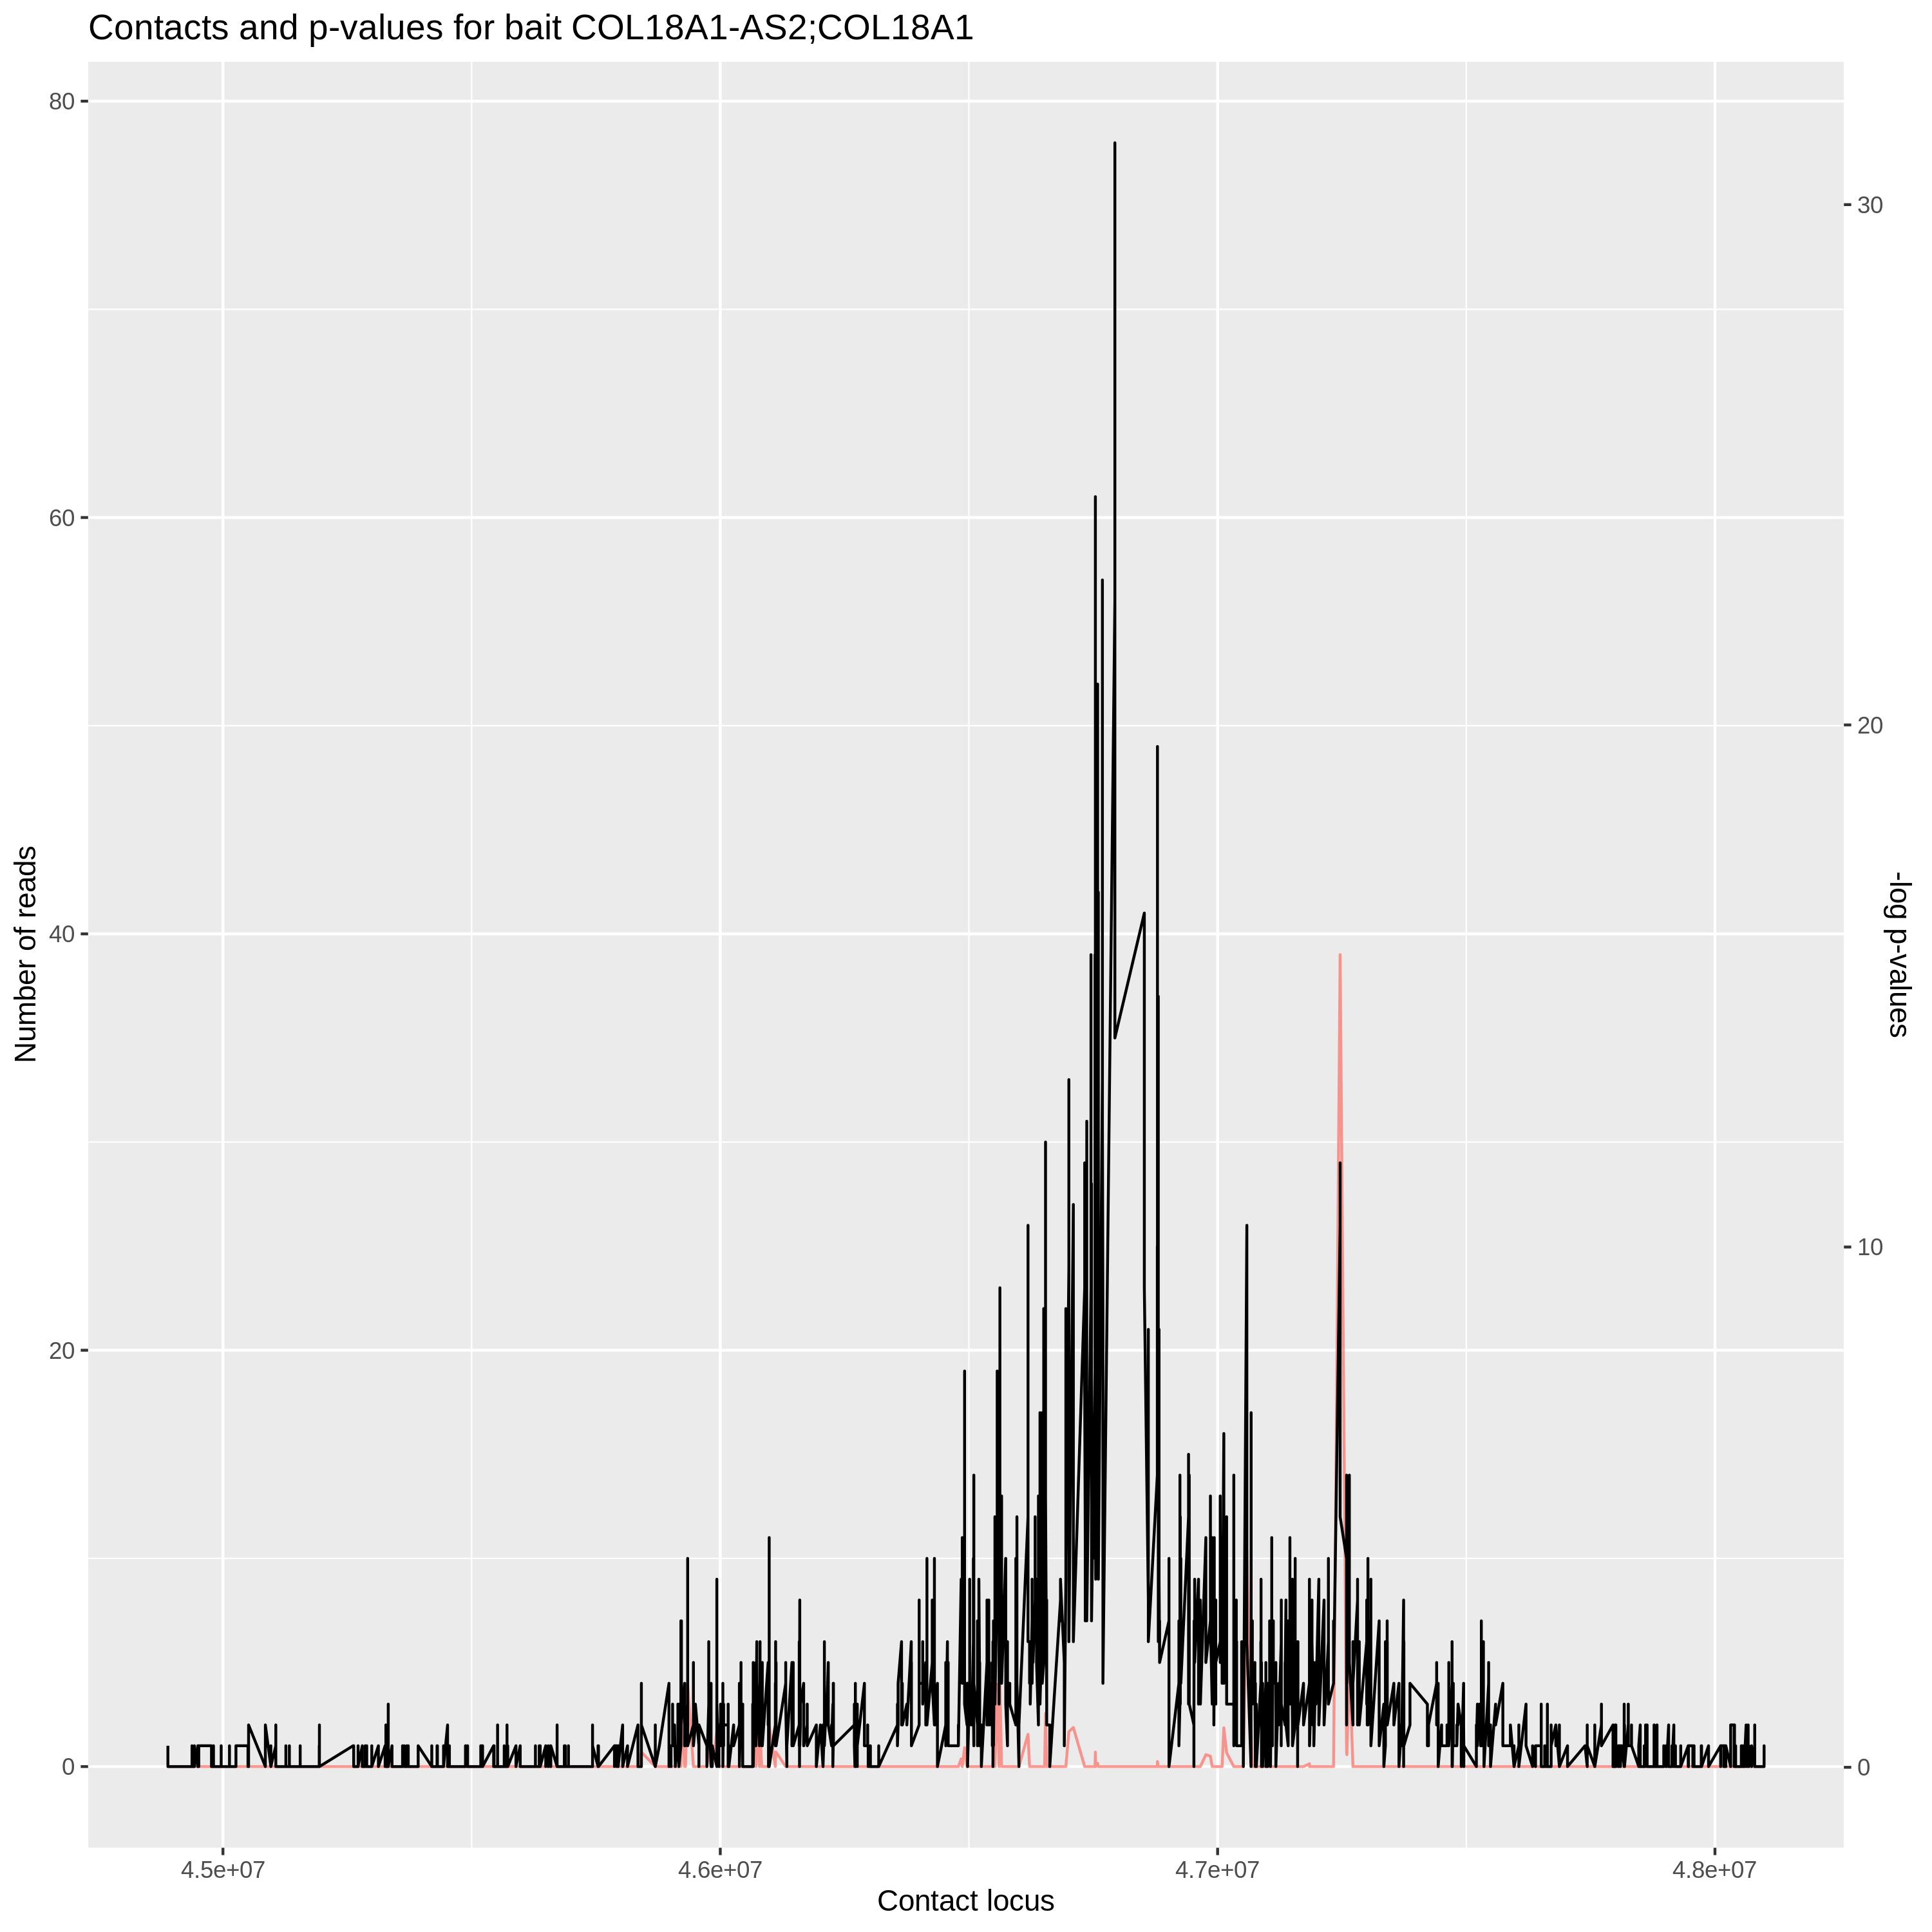 Contacts and p-values for bait COL18A1-AS2;COL18A1
80
60
40
20
0
30
20
10
0
Number of reads
-log p-values
4.5e+07 4.6e+07 4.7e+07 4.8e+07
Contact locus